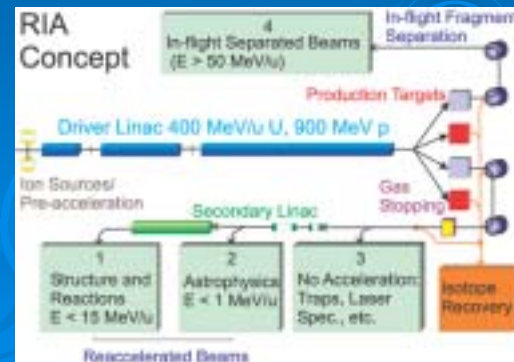 RIA
Concept
4
In-flight Separated Beams
(E > 50 MeV/u)
In-flight Fragment
Separation
Production Targets
Driver Linac 400 MeV/u U, 900 MeV p
Ion Sources/
Pre-acceleration
Gas
Stopping
Secondary Linac
1
Structure and
Reactions
E < 15 MeV/u
2
Astrophysics
E < 1 MeV/u
3
No Acceleration:
Traps, Laser
Spec., etc.
Isotope
Recovery
Reaccelerated Beams